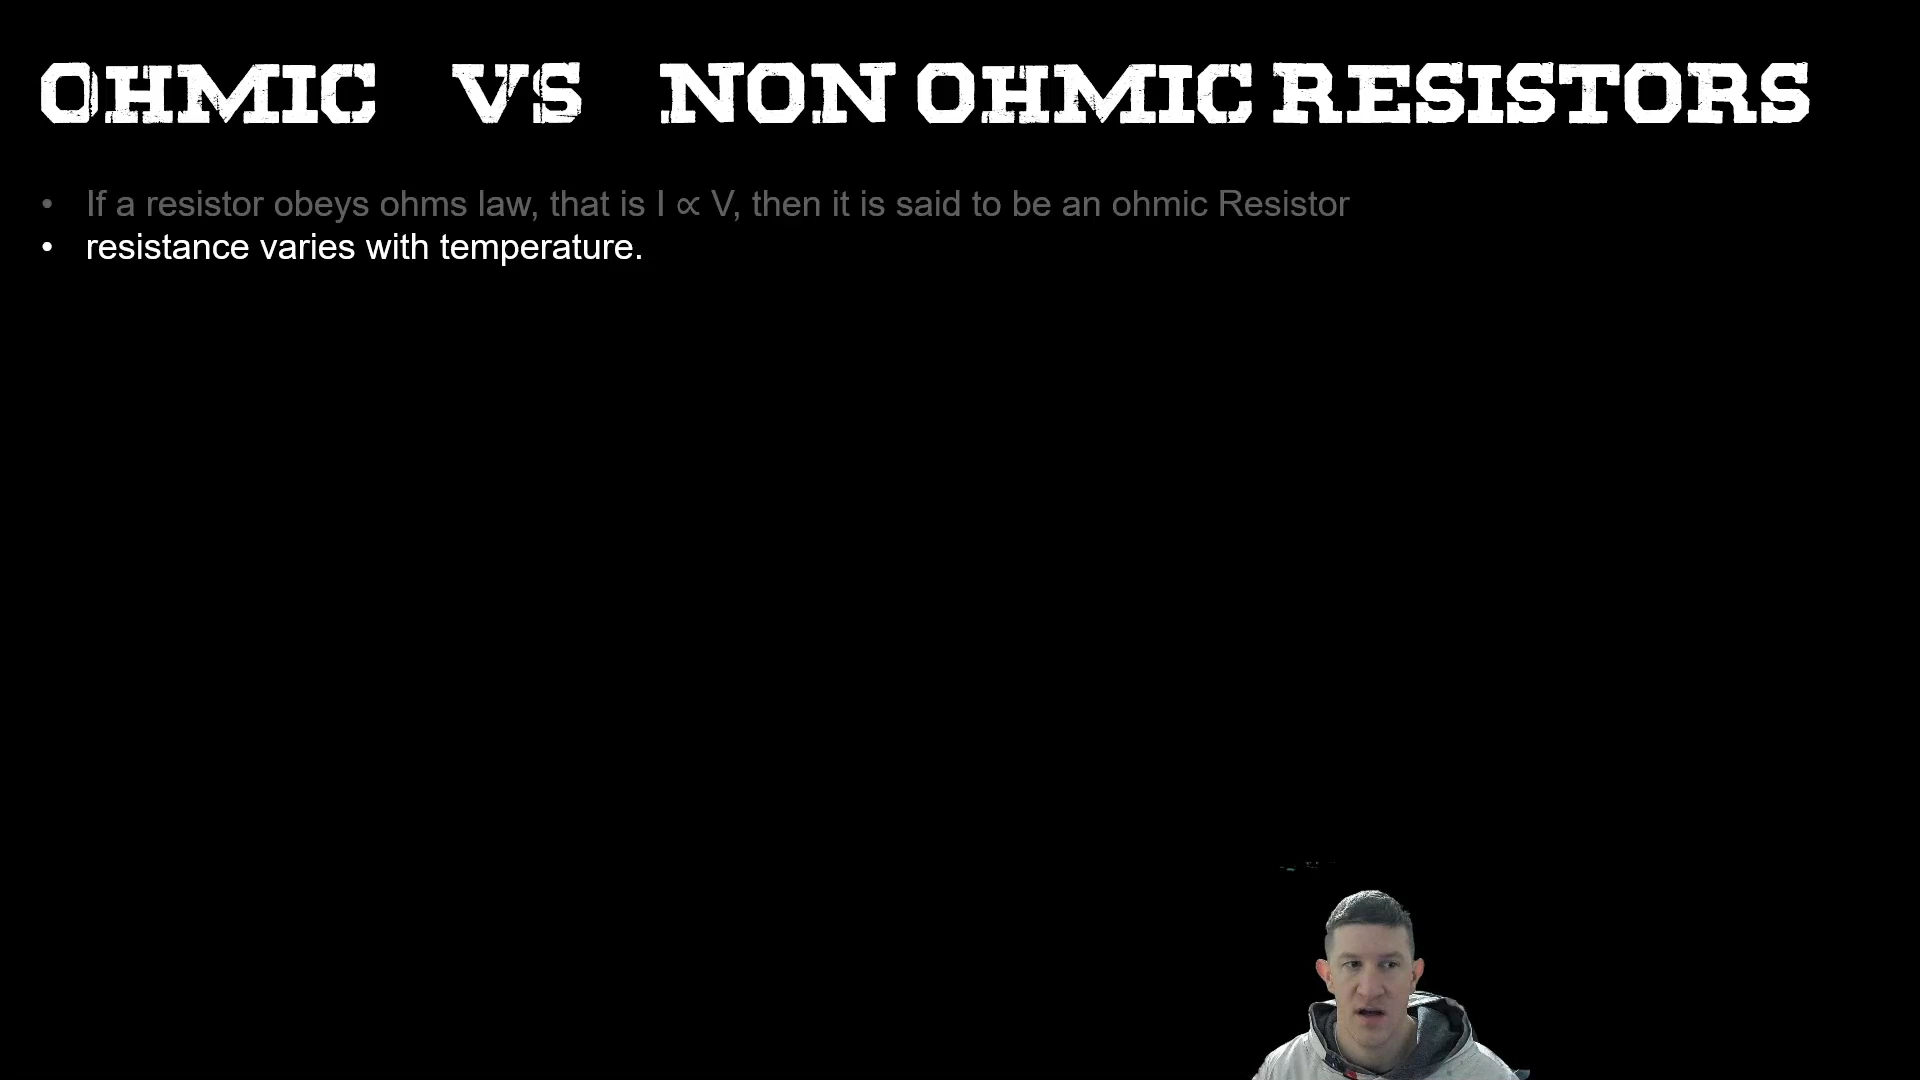 OHMIC VS NON OHMIC RESISTORS
• If a resistor obeys ohms law, that is I ∝ V, then it is said to be an ohmic Resistor
• resistance varies with temperature.